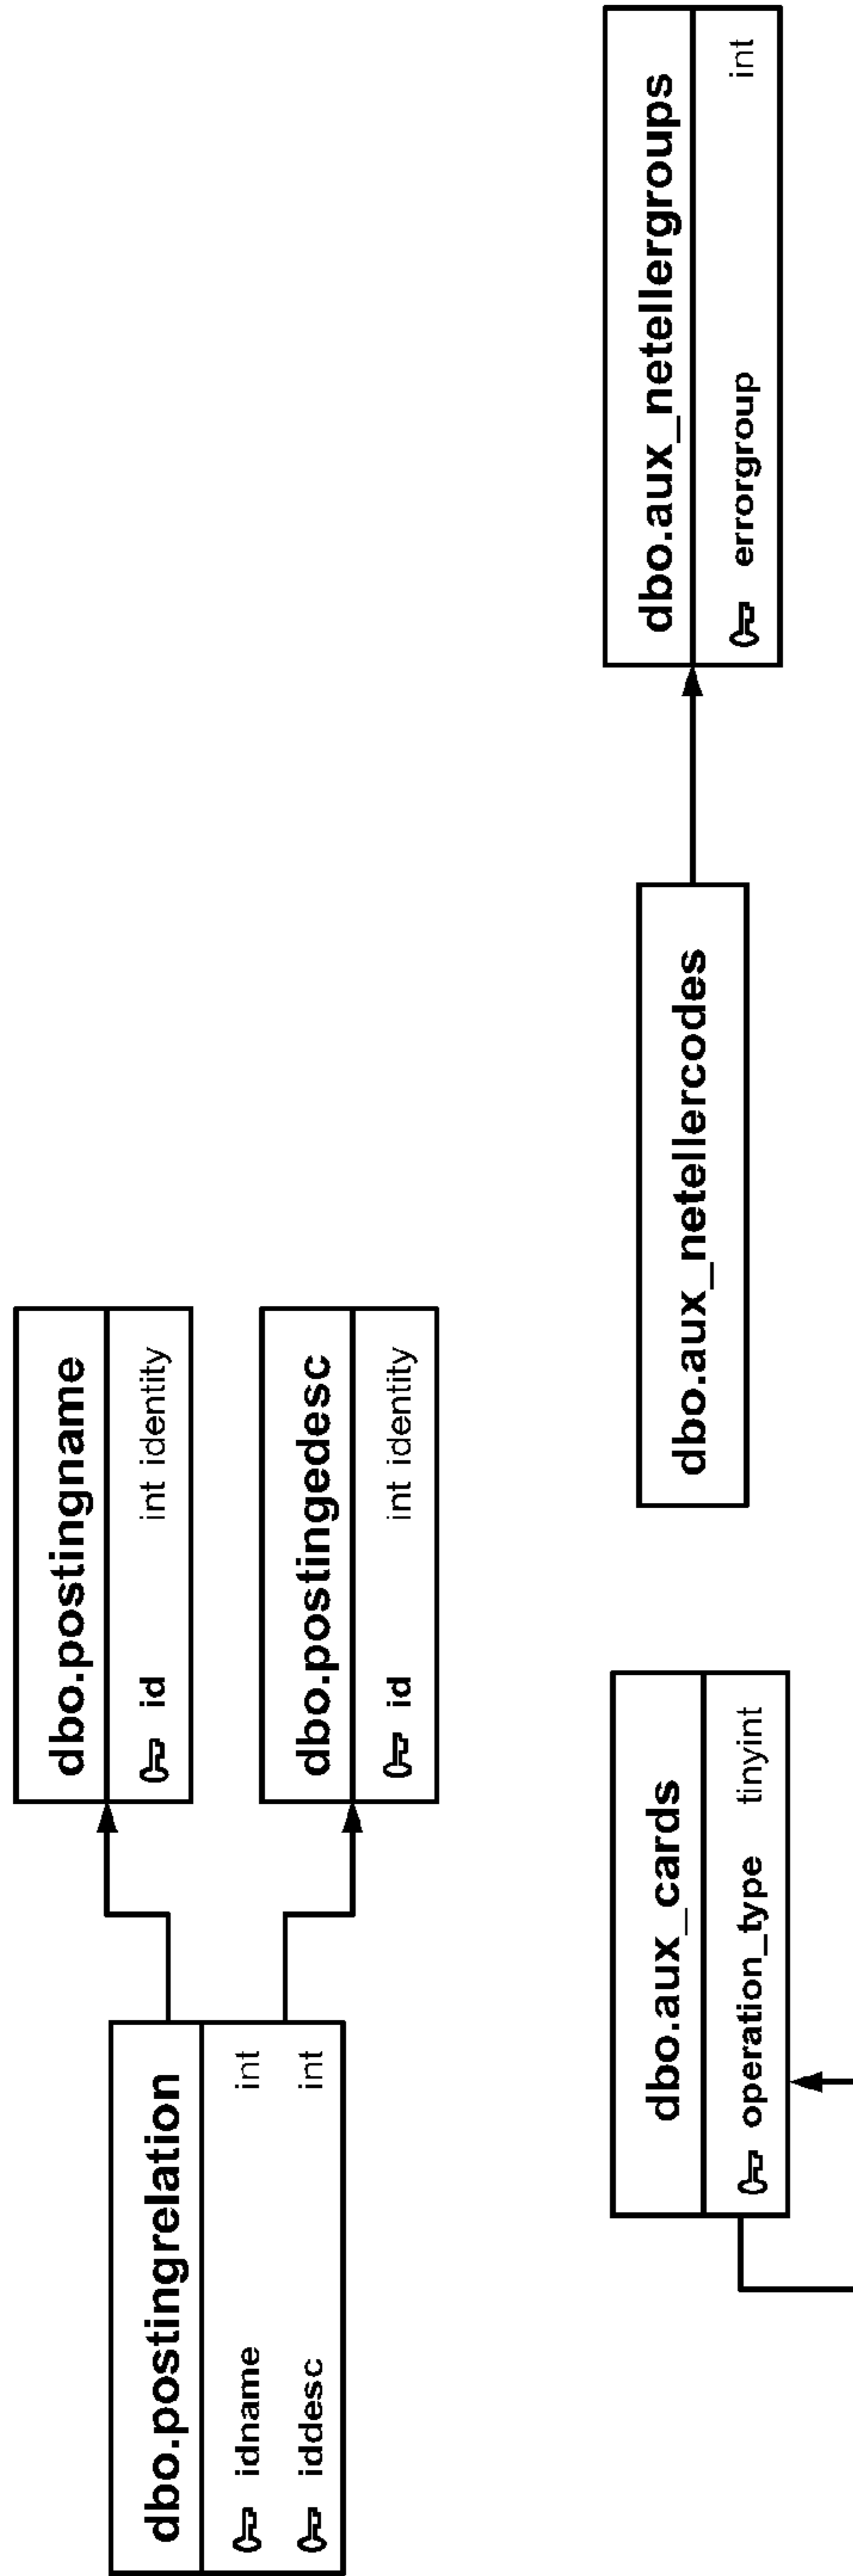 dbo.postingrelation
idname int
iddesc int
dbo.postingname
id int identity
dbo.postingedesc
id int identity
dbo.aux_cards
operation_type tinyint
dbo.aux_netellercodes
dbo.aux_netellergroups
errorgroup int